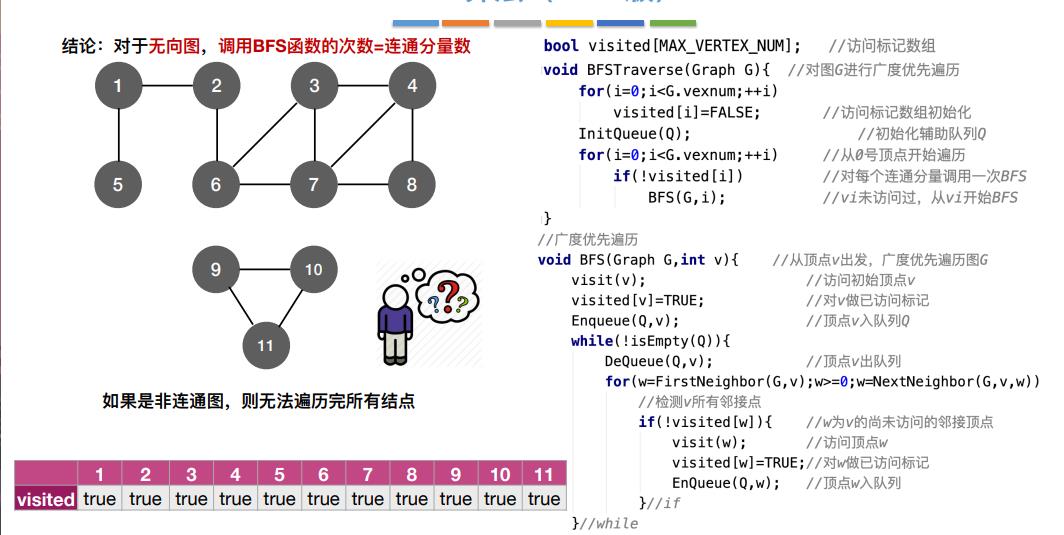 结论：对于无向图，调用BFS函数的次数=连通分量数
1
2
3
4
5
6
7
8
9
10
11
???
如果是非连通图，则无法遍历完所有结点
1 2 3 4 5 6 7 8 9 10 11
visited true true true true true true true true true true true
bool visited[MAX_VERTEX_NUM]; //访问标记数组
void BFSTraverse(Graph G){ //对图G进行广度优先遍历
for(i=0;i<G.vexnum;++i)
visited[i]=FALSE; //访问标记数组初始化
InitQueue(Q); //初始化辅助队列Q
for(i=0;i<G.vexnum;++i) //从0号顶点开始遍历
if(!visited[i]) //对每个连通分量调用一次BFS
BFS(G,i); //vi未访问过，从vi开始BFS
}
//广度优先遍历
void BFS(Graph G,int v){ //从顶点v出发，广度优先遍历图G
visit(v); //访问初始顶点v
visited[v]=TRUE; //对v做已访问标记
Enqueue(Q,v); //顶点v入队列Q
while(!isEmpty(Q)){
DeQueue(Q,v); //顶点v出队列
for(w=FirstNeighbor(G,v);w>=0;w=NextNeighbor(G,v,w))
//检测v所有邻接点
if(!visited[w]){ //w为v的尚未访问的邻接顶点
visit(w); //访问顶点w
visited[w]=TRUE;//对w做已访问标记
EnQueue(Q,w); //顶点w入队列
}//if
}//while